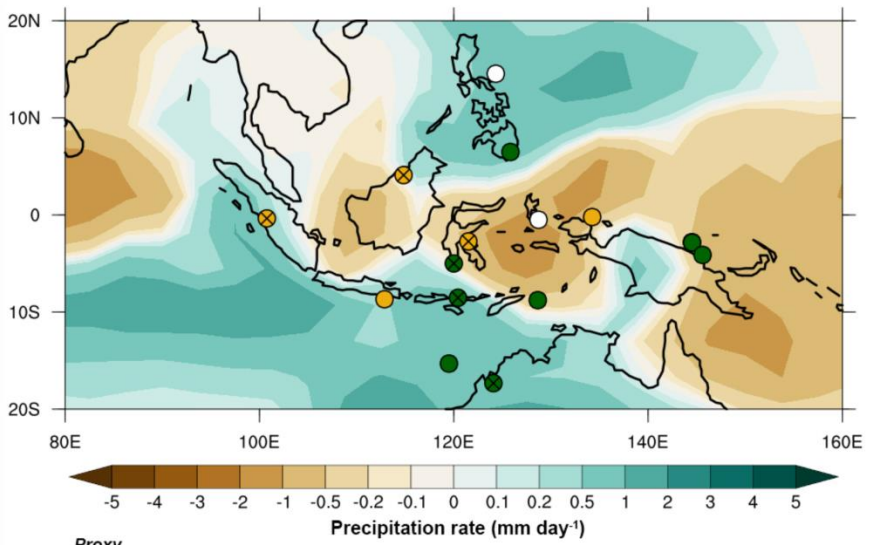 20N
10N
0
10S
20S
80E 100E 120E 140E 160E
-5 -4 -3 -2 -1 -0.5 -0.2 -0.1 0 0.1 0.2 0.5 1 2 3 4 5
Precipitation rate (mm day-1)
Proxy